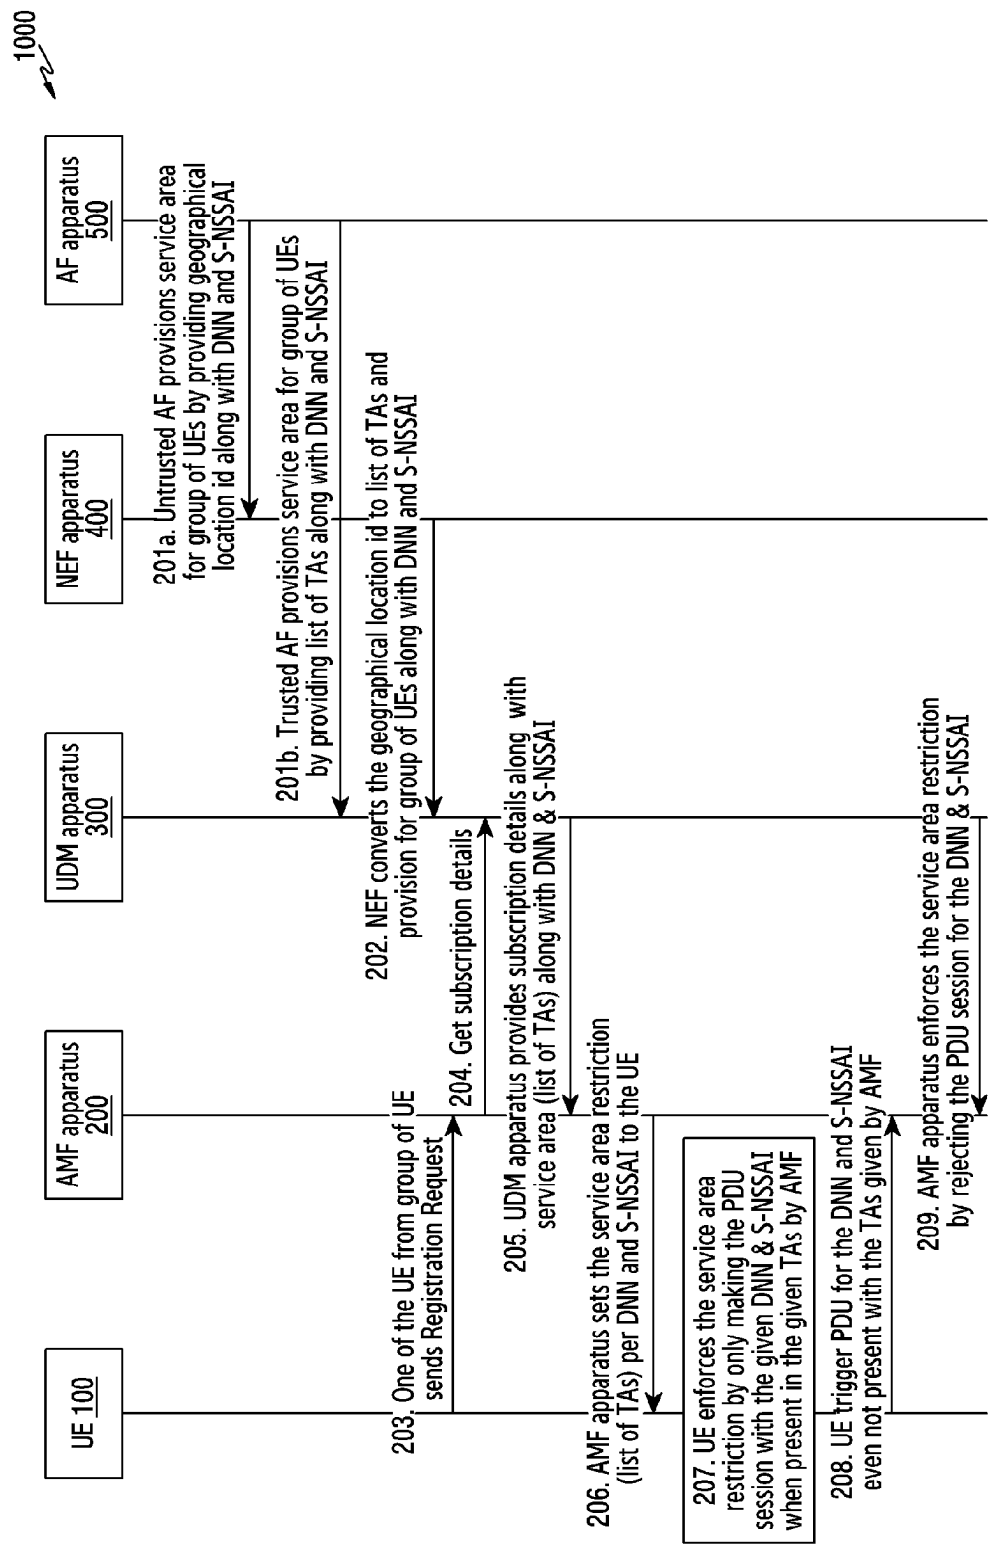 1000
UE 100
AMF apparatus
200
UDM apparatus
300
NEF apparatus
400
AF apparatus
500
201a. Untrusted AF provisions service area
for group of UEs by providing geographical
location id along with DNN and S-NSSAI
201b. Trusted AF provisions service area for group of UEs
by providing list of TAs along with DNN and S-NSSAI
202. NEF converts the geographical location id to list of TAs and
provision for group of UEs along with DNN and S-NSSAI
203. One of the UE from group of UE
sends Registration Request
204. Get subscription details
205. UDM apparatus provides subscription details along with
service area (list of TAs) along with DNN & S-NSSAI
206. AMF apparatus sets the service area restriction
(list of TAs) per DNN and S-NSSAI to the UE
207. UE enforces the service area
restriction by only making the PDU
session with the given DNN & S-NSSAI
when present in the given TAs by AMF
208. UE trigger PDU for the DNN and S-NSSAI
even not present with the TAs given by AMF
209. AMF apparatus enforces the service area restriction
by rejecting the PDU session for the DNN & S-NSSAI